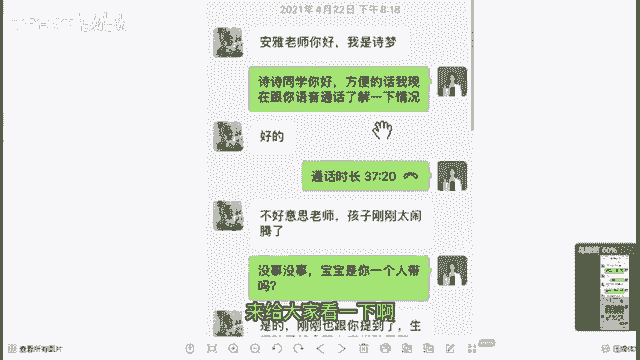 2021年4月22日 下午8:18
安雅老师你好，我是诗梦
诗诗同学你好，方便的话我现
在跟你语音通话了解一下情况
好的
通话时长 37:20
不好意思老师，孩子刚刚太闹
腾了
没事没事，宝宝是你一个人带
吗？
来给大家看一下啊
是的，刚刚也跟你提到了，生
查看所有图片